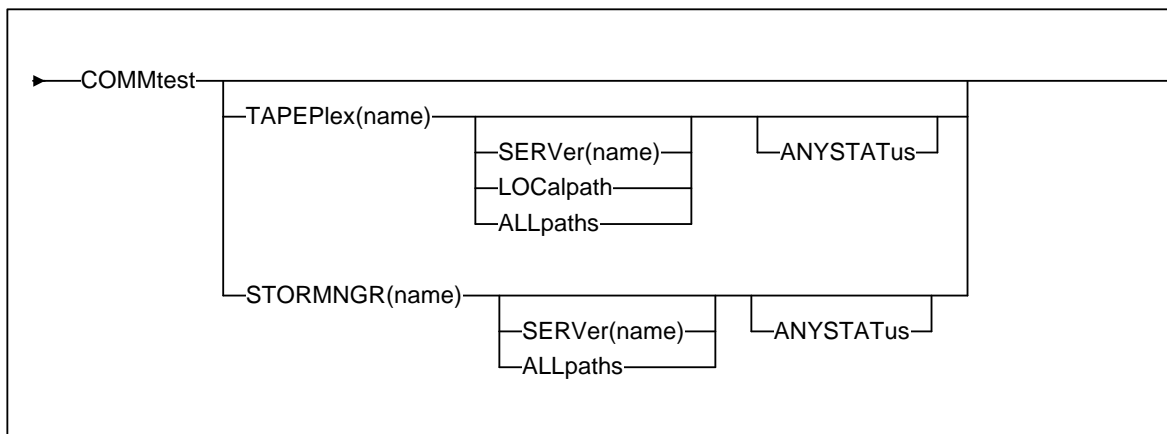 COMMtest
TAPEPlex(name)
SERVer(name)
ANYSTATus
LOCalpath
ALLpaths
STORMNGR(name)
SERVer(name)
ANYSTATus
ALLpaths